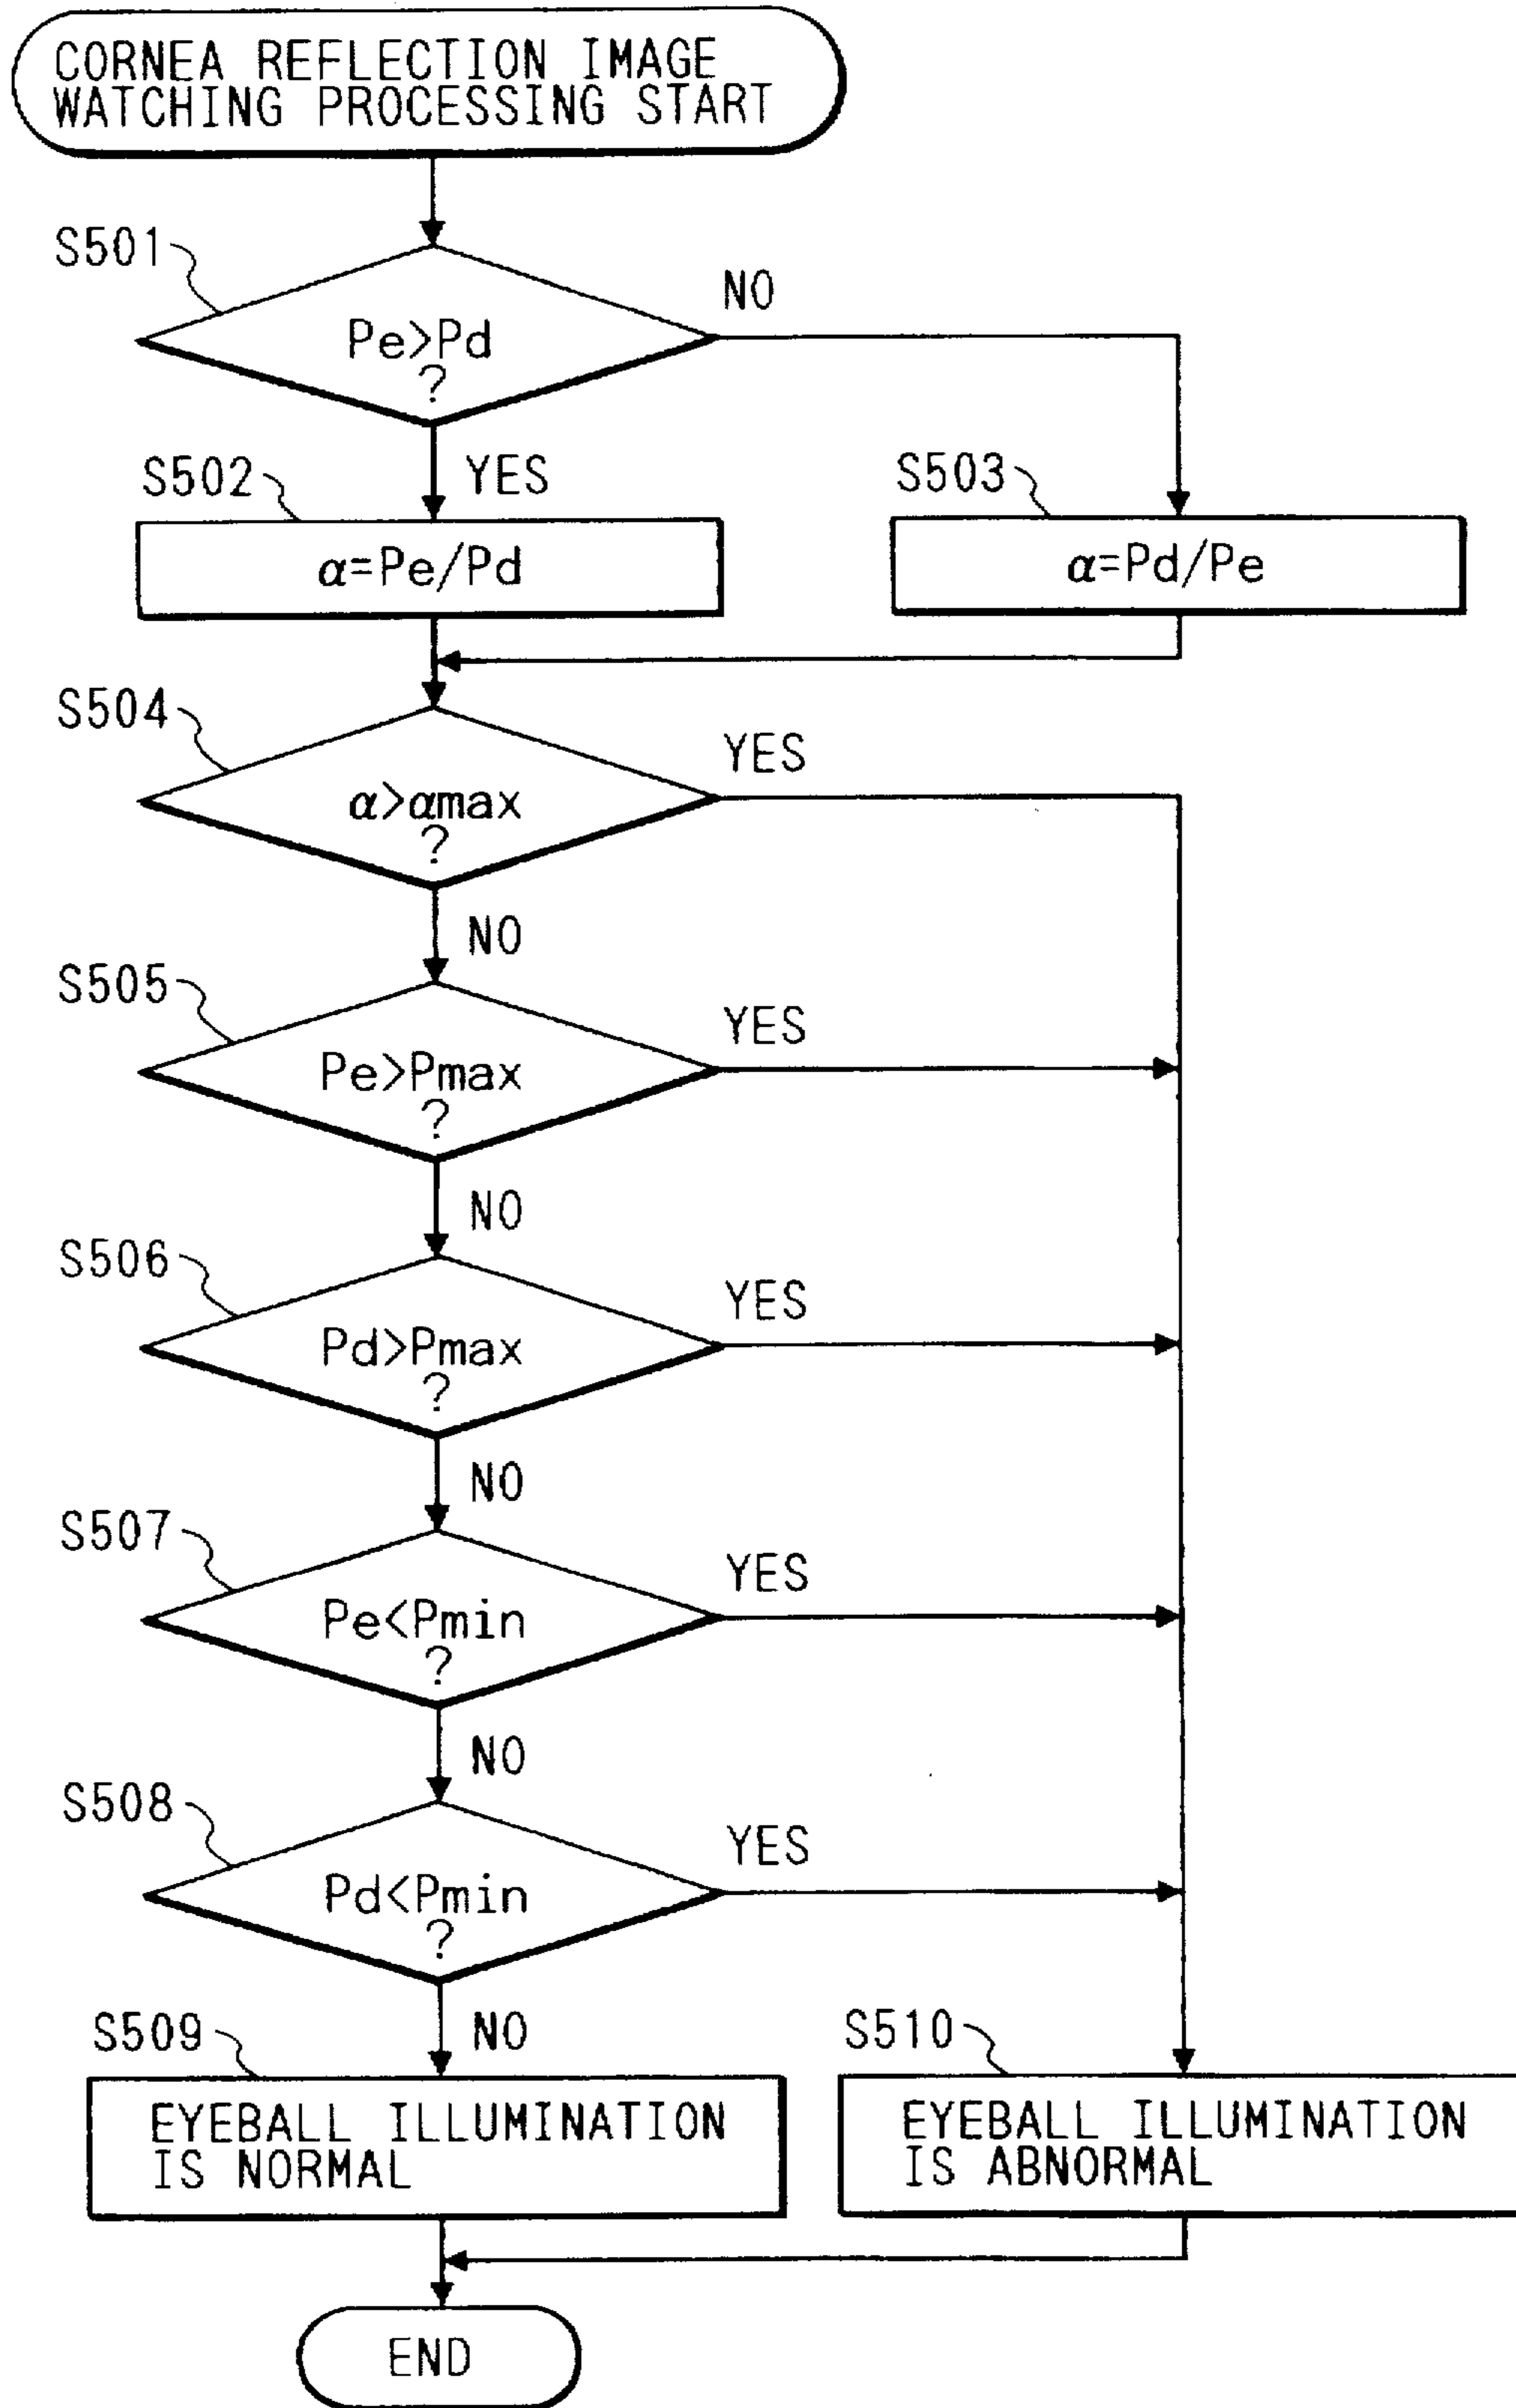 CORNEA REFLECTION IMAGE
WATCHING PROCESSING START
S501
Pe>Pd
?
NO
YES
S502
α=Pe/Pd
S503
α=Pd/Pe
S504
α>αmax
?
YES
NO
S505
Pe>Pmax
?
YES
NO
S506
Pd>Pmax
?
YES
NO
S507
Pe<Pmin
?
YES
NO
S508
Pd<Pmin
?
YES
NO
S509
EYEBALL ILLUMINATION
IS NORMAL
S510
EYEBALL ILLUMINATION
IS ABNORMAL
END